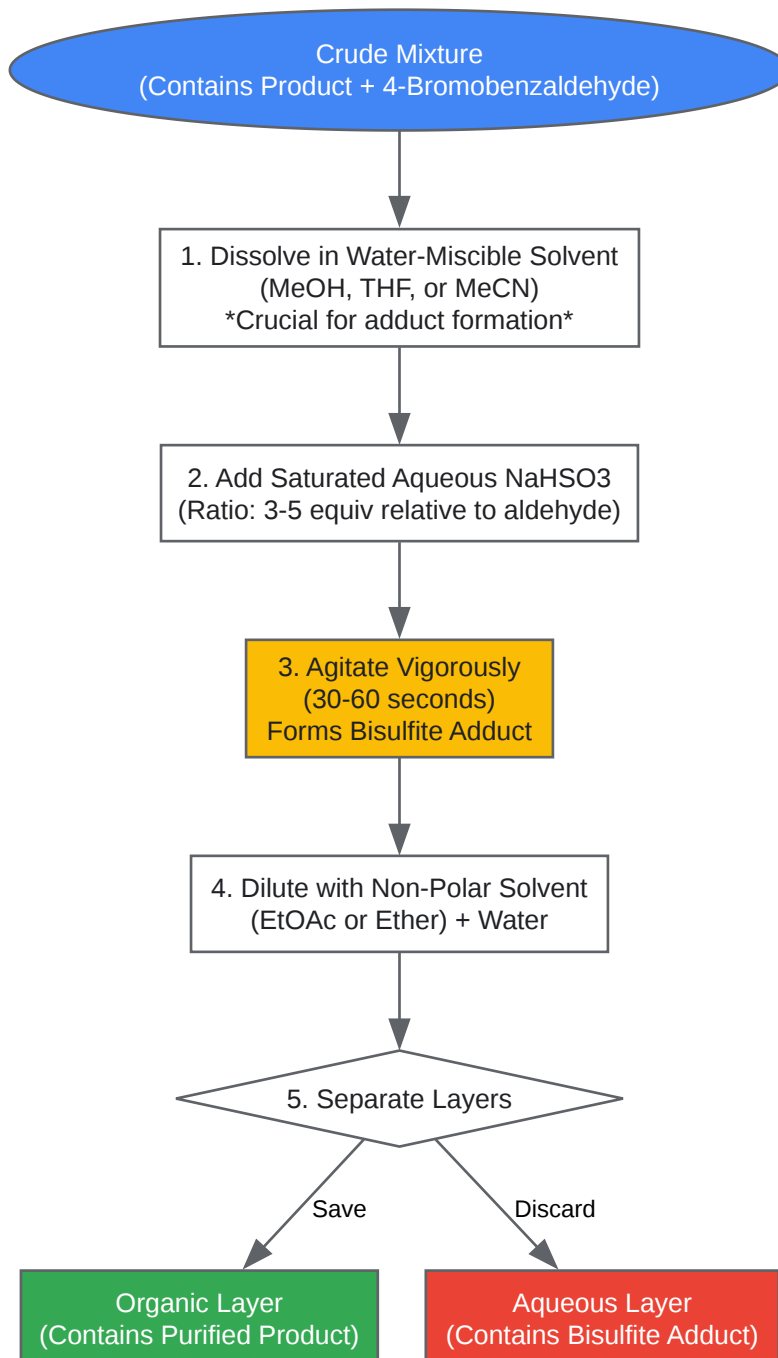 Crude Mixture
(Contains Product + 4-Bromobenzaldehyde)
1. Dissolve in Water-Miscible Solvent
(MeOH, THF, or MeCN)
*Crucial for adduct formation*
2. Add Saturated Aqueous NaHSO3
(Ratio: 3-5 equiv relative to aldehyde)
3. Agitate Vigorously
(30-60 seconds)
Forms Bisulfite Adduct
4. Dilute with Non-Polar Solvent
(EtOAc or Ether) + Water
5. Separate Layers
Save
Discard
Organic Layer
(Contains Purified Product)
Aqueous Layer
(Contains Bisulfite Adduct)